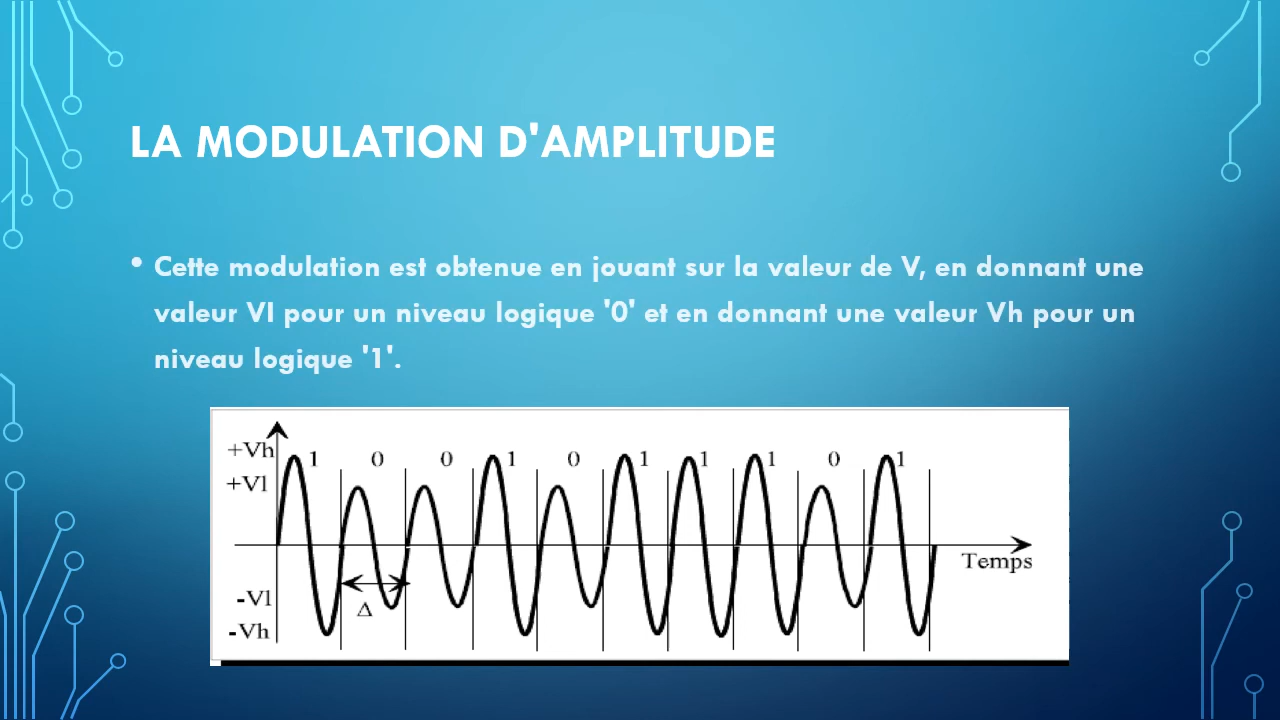 LA MODULATION D'AMPLITUDE
• Cette modulation est obtenue en jouant sur la valeur de V, en donnant une
valeur Vl pour un niveau logique '0' et en donnant une valeur Vh pour un
niveau logique '1'.
+Vh 1 0 0 1 0 1 1 1 0 1
+Vl
Temps
-Vl
Δ
-Vh